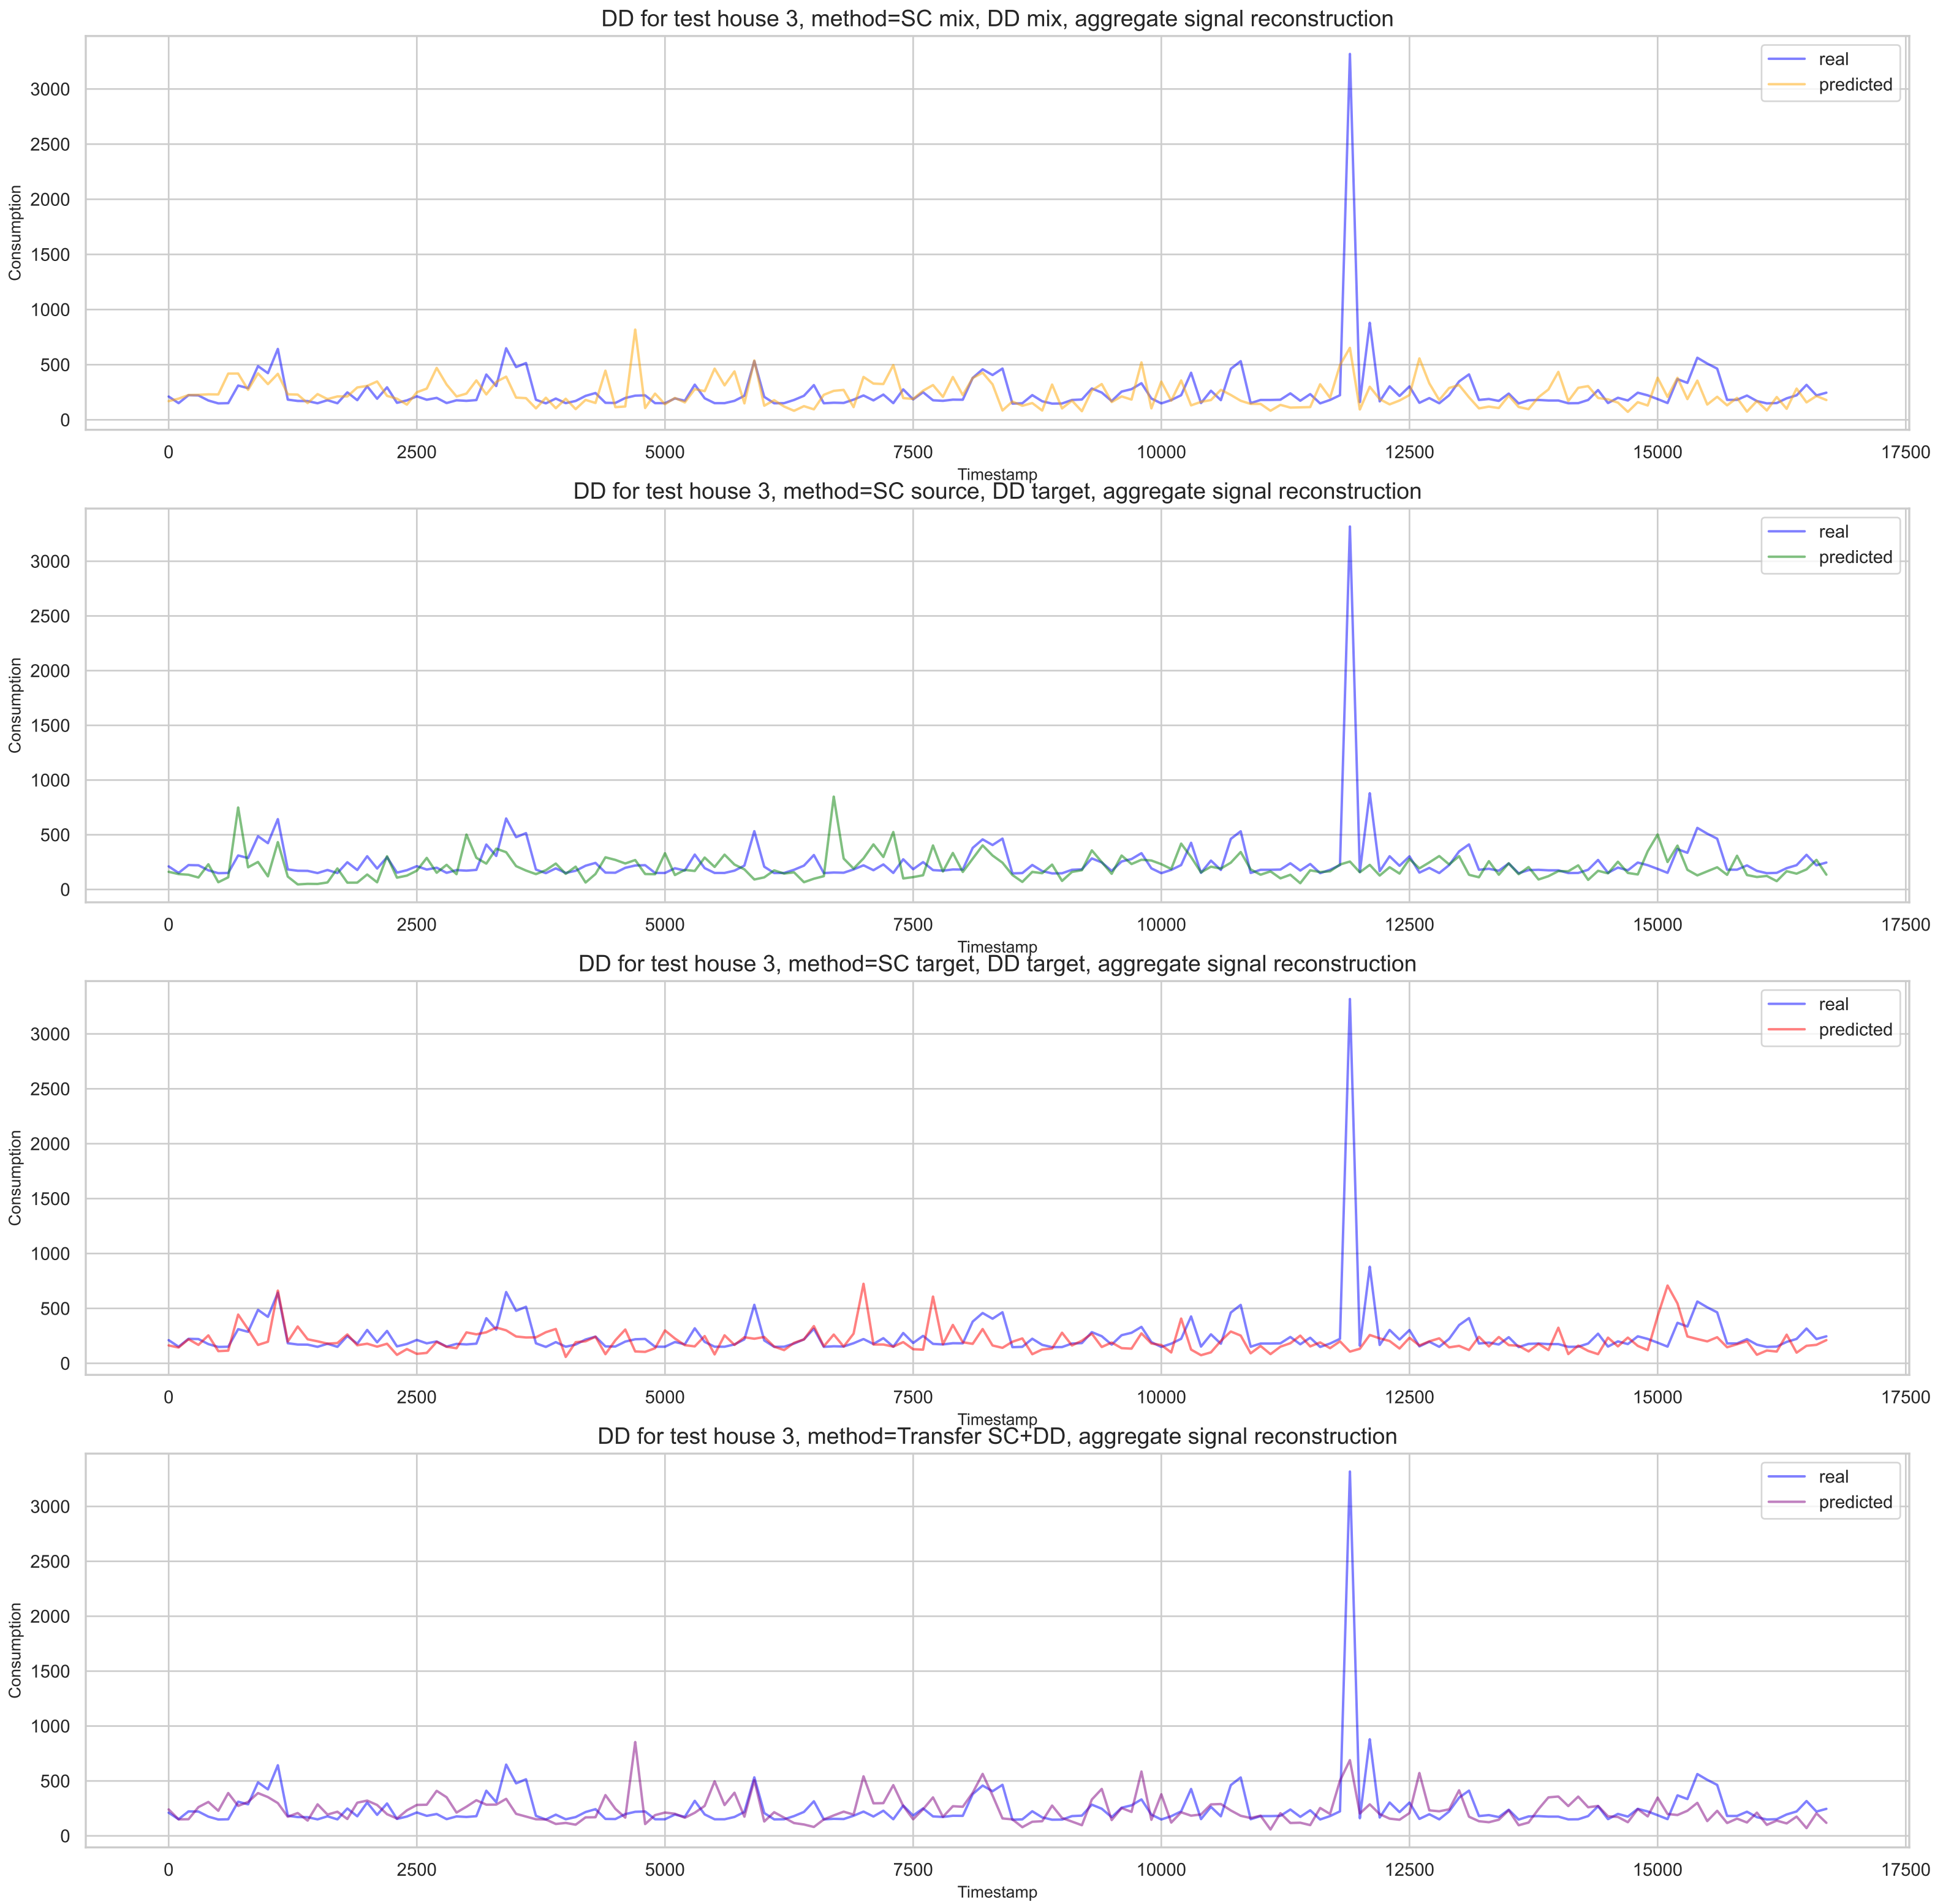 DD for test house 3, method=SC mix, DD mix, aggregate signal reconstruction
real
predicted
3000
2500
2000
1500
1000
500
0
Consumption
0 2500 5000 7500 10000 12500 15000 17500
Timestamp
DD for test house 3, method=SC source, DD target, aggregate signal reconstruction
real
predicted
3000
2500
2000
1500
1000
500
0
Consumption
0 2500 5000 7500 10000 12500 15000 17500
Timestamp
DD for test house 3, method=SC target, DD target, aggregate signal reconstruction
real
predicted
3000
2500
2000
1500
1000
500
0
Consumption
0 2500 5000 7500 10000 12500 15000 17500
Timestamp
DD for test house 3, method=Transfer SC+DD, aggregate signal reconstruction
real
predicted
3000
2500
2000
1500
1000
500
0
Consumption
0 2500 5000 7500 10000 12500 15000 17500
Timestamp